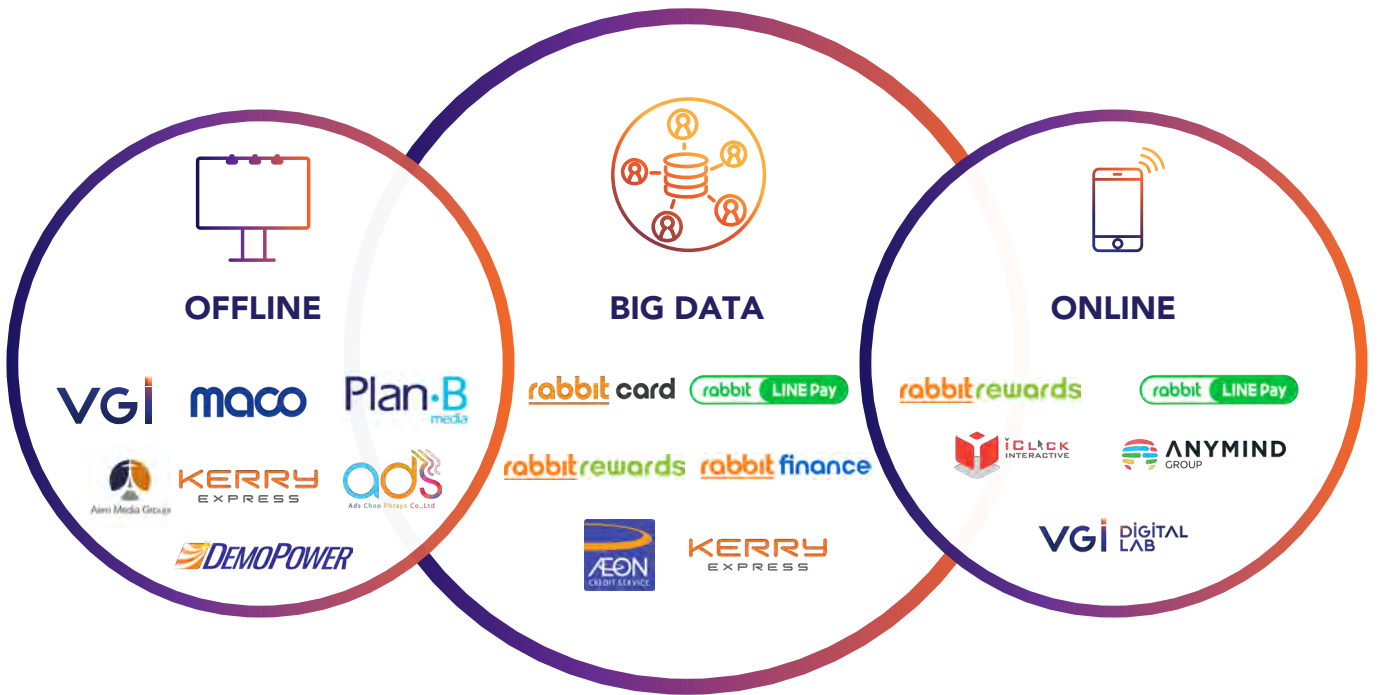 OFFLINE
VGI
maco
Plan·B
media
Aero Media Group
KERRY
EXPRESS
ads
Ads Chao Phraya Co.,Ltd
DEMOPOWER
BIG DATA
rabbit card
rabbit LINE Pay
rabbit rewards
rabbit finance
ÆON
CREDIT SERVICE
KERRY
EXPRESS
ONLINE
rabbit rewards
rabbit LINE Pay
iCLICK
INTERACTIVE
ANYMIND
GROUP
VGI DIGITAL
LAB